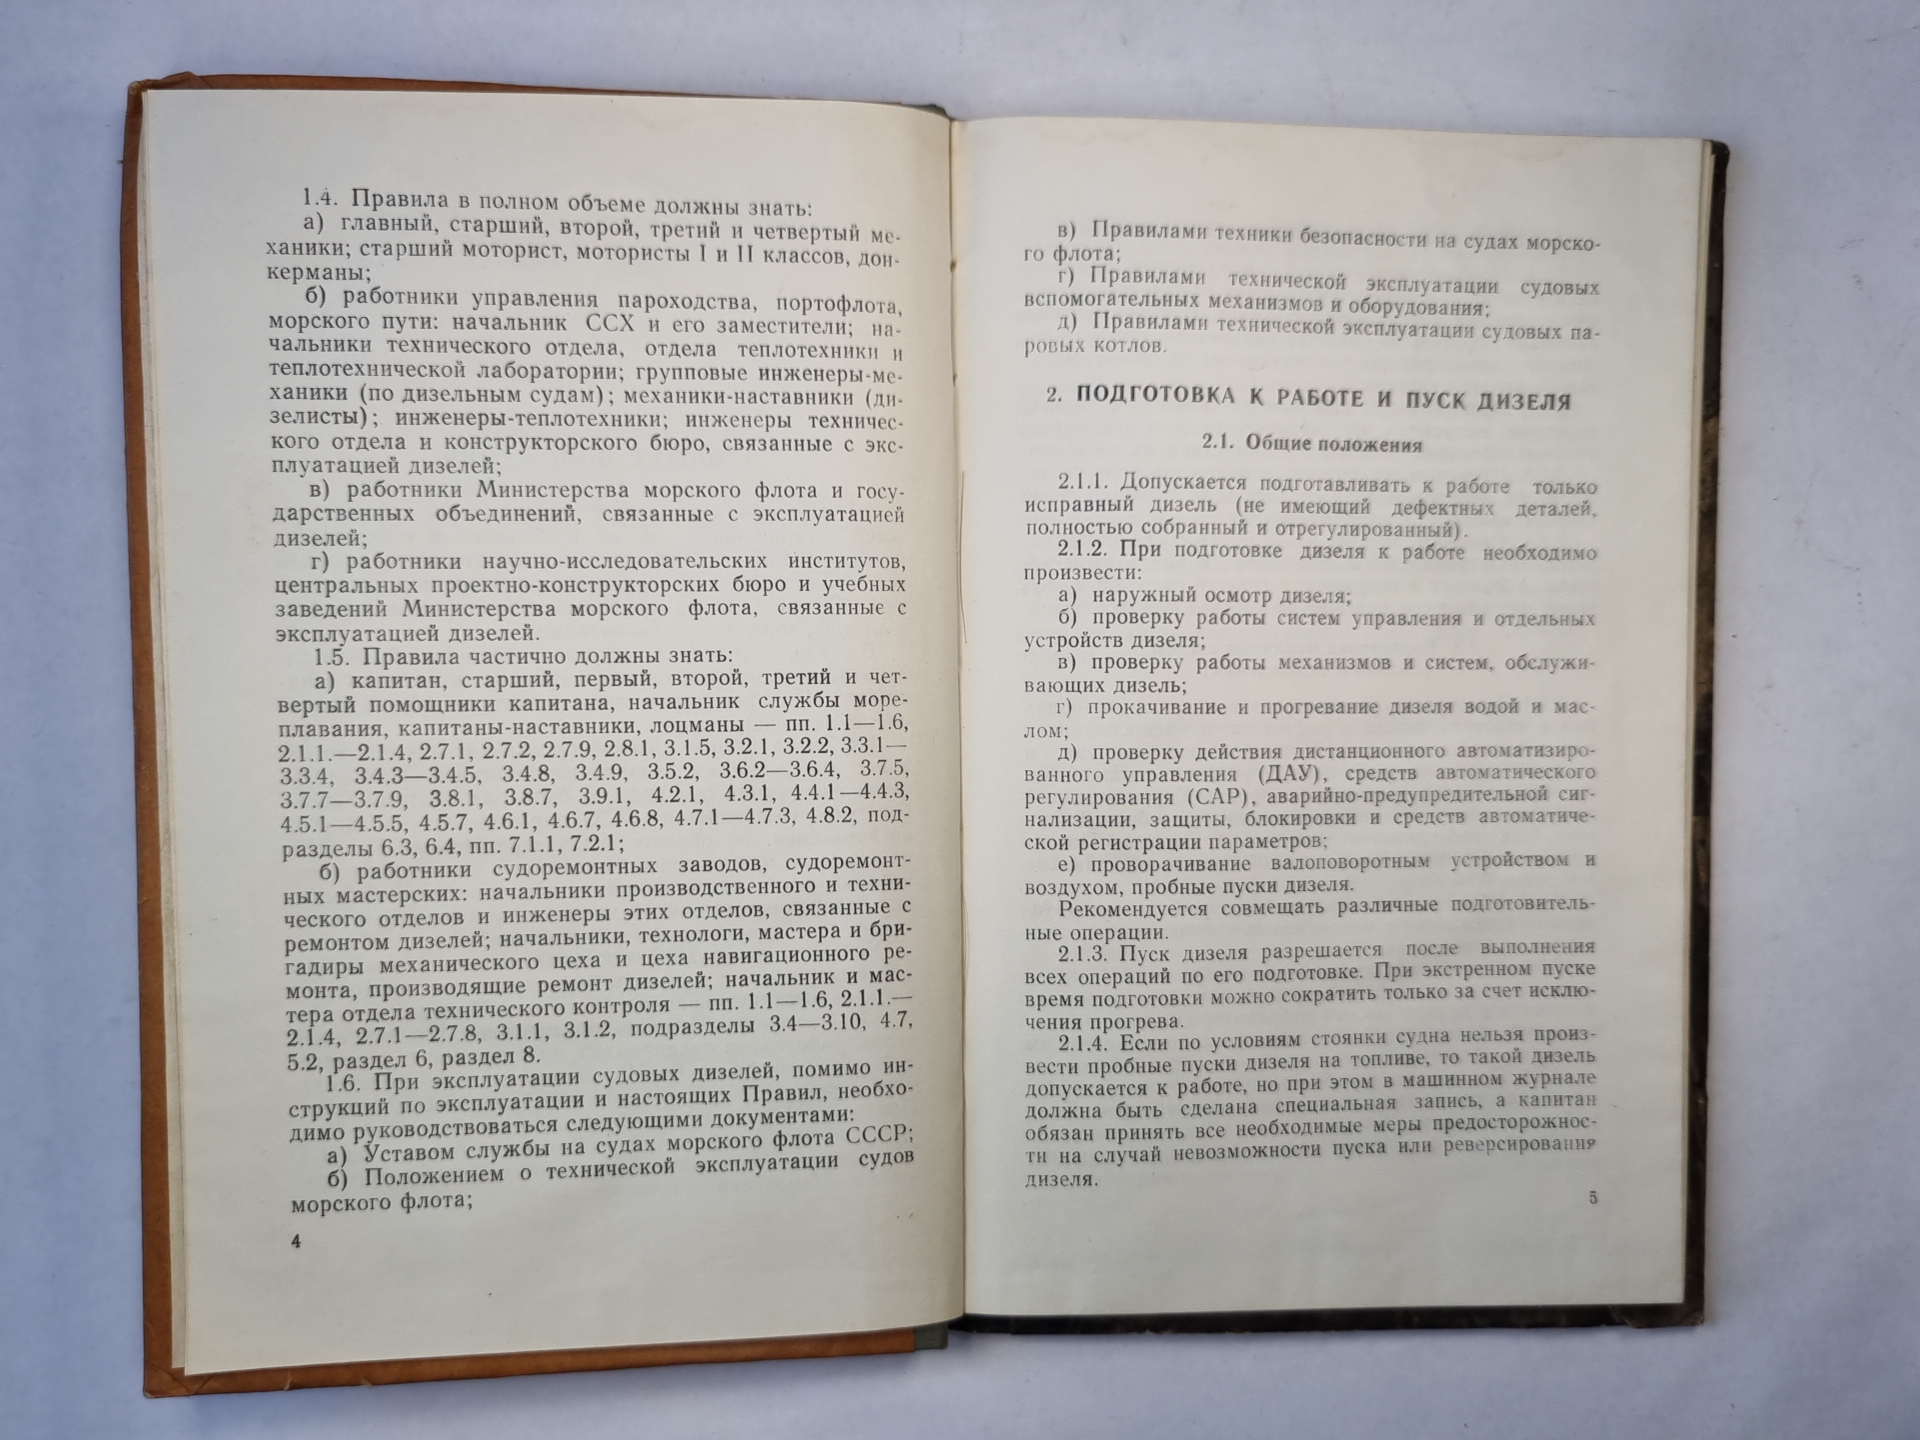 1.4. Правила в полном объеме должны знать:
а) главный, старший, второй, третий и четвертый ме-
ханики; старший моторист, мотористы I и II классов, дон-
керманы;
б) работники управления пароходства, портофлота,
морского пути: начальник ССХ и его заместители; на-
чальники технического отдела, отдела теплотехники и
теплотехнической лаборатории; групповые инженеры-ме-
ханики (по дизельным судам); механики-наставники (ди-
зелисты); инженеры-теплотехники; инженеры техничес-
кого отдела и конструкторского бюро, связанные с экс-
плуатацией дизелей;
в) работники Министерства морского флота и госу-
дарственных объединений, связанные с эксплуатацией
дизелей;
г) работники научно-исследовательских институтов,
центральных проектно-конструкторских бюро и учебных
заведений Министерства морского флота, связанные с
эксплуатацией дизелей.
1.5. Правила частично должны знать:
а) капитан, старший, первый, второй, третий и чет-
вертый помощники капитана, начальник службы море-
плавания, капитаны-наставники, лоцманы — пп. 1.1—1.6,
2.1.1.—2.1.4, 2.7.1, 2.7.2, 2.7.9, 2.8.1, 3.1.5, 3.2.1, 3.2.2, 3.3.1—
3.3.4, 3.4.3—3.4.5, 3.4.8, 3.4.9, 3.5.2, 3.6.2—3.6.4, 3.7.5,
3.7.7—3.7.9, 3.8.1, 3.8.7, 3.9.1, 4.2.1, 4.3.1, 4.4.1—4.4.3,
4.5.1—4.5.5, 4.5.7, 4.6.1, 4.6.7, 4.6.8, 4.7.1—4.7.3, 4.8.2, под-
разделы 6.3, 6.4, пп. 7.1.1, 7.2.1;
б) работники судоремонтных заводов, судоремонт-
ных мастерских: начальники производственного и техни-
ческого отделов и инженеры этих отделов, связанные с
ремонтом дизелей; начальники, технологи, мастера и бри-
гадиры механического цеха и цеха навигационного ре-
монта, производящие ремонт дизелей; начальник и мас-
тера отдела технического контроля — пп. 1.1—1.6, 2.1.1.—
2.1.4, 2.7.1—2.7.8, 3.1.1, 3.1.2, подразделы 3.4—3.10, 4.7,
5.2, раздел 6, раздел 8.
1.6. При эксплуатации судовых дизелей, помимо ин-
струкций по эксплуатации и настоящих Правил, необхо-
димо руководствоваться следующими документами:
а) Уставом службы на судах морского флота СССР;
б) Положением о технической эксплуатации судов
морского флота;
4
в) Правилами техники безопасности на судах морско-
го флота;
г) Правилами технической эксплуатации судовых
вспомогательных механизмов и оборудования;
д) Правилами технической эксплуатации судовых па-
ровых котлов.
2. ПОДГОТОВКА К РАБОТЕ И ПУСК ДИЗЕЛЯ
2.1. Общие положения
2.1.1. Допускается подготавливать к работе только
исправный дизель (не имеющий дефектных деталей,
полностью собранный и отрегулированный).
2.1.2. При подготовке дизеля к работе необходимо
произвести:
а) наружный осмотр дизеля;
б) проверку работы систем управления и отдельных
устройств дизеля;
в) проверку работы механизмов и систем, обслужи-
вающих дизель;
г) прокачивание и прогревание дизеля водой и мас-
лом;
д) проверку действия дистанционного автоматизиро-
ванного управления (ДАУ), средств автоматического
регулирования (САР), аварийно-предупредительной сиг-
нализации, защиты, блокировки и средств автоматиче-
ской регистрации параметров;
е) проворачивание валоповоротным устройством и
воздухом, пробные пуски дизеля.
Рекомендуется совмещать различные подготовитель-
ные операции.
2.1.3. Пуск дизеля разрешается после выполнения
всех операций по его подготовке. При экстренном пуске
время подготовки можно сократить только за счет исклю-
чения прогрева.
2.1.4. Если по условиям стоянки судна нельзя произ-
вести пробные пуски дизеля на топливе, то такой дизель
допускается к работе, но при этом в машинном журнале
должна быть сделана специальная запись, а капитан
обязан принять все необходимые меры предосторожнос-
ти на случай невозможности пуска или реверсирования
дизеля.
5